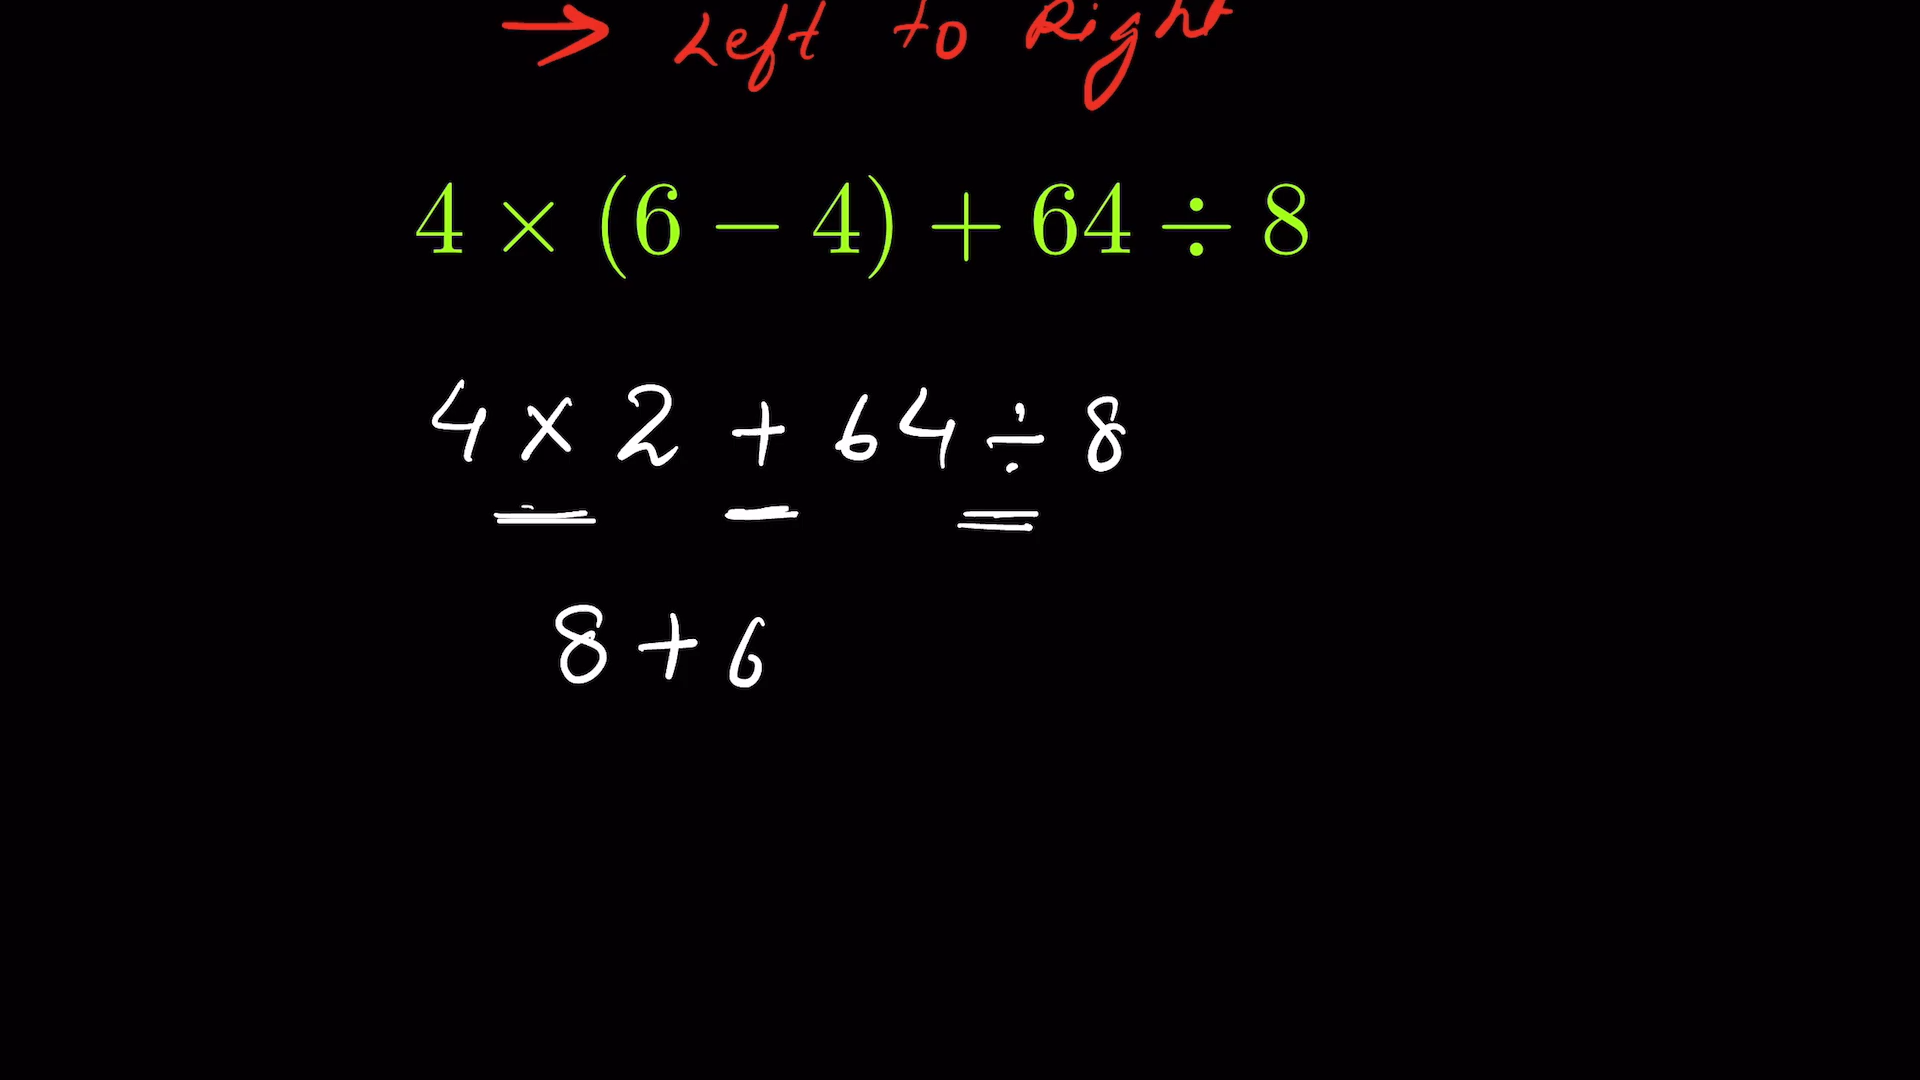 → Left to Right
4 × (6 − 4) + 64 ÷ 8
4 × 2 + 64 ÷ 8
8 + 6